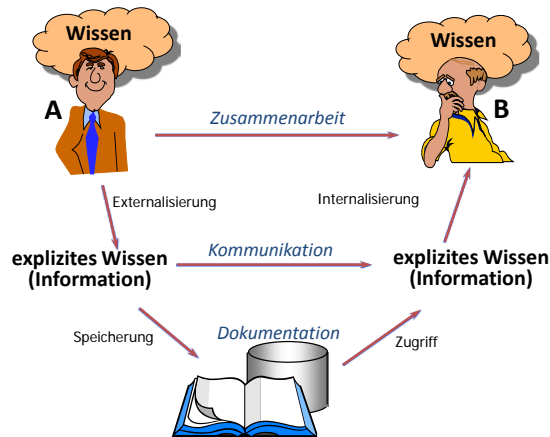 Wissen
Wissen
A
B
Zusammenarbeit
Externalisierung
Internalisierung
Kommunikation
explizites Wissen
(Information)
explizites Wissen
(Information)
Speicherung
Dokumentation
Zugriff